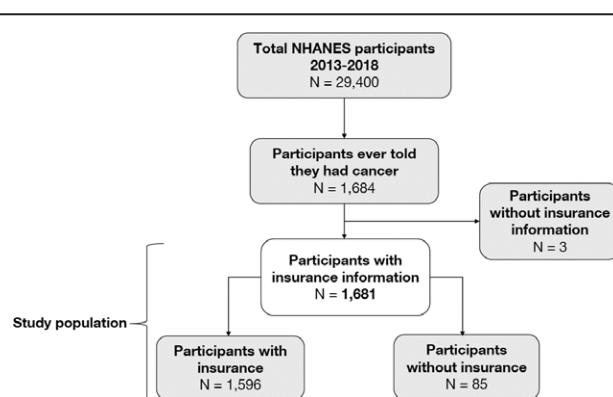 Total NHANES participants
2013-2018
N = 29,400
Participants ever told
they had cancer
N = 1,684
Participants
without insurance
information
N = 3
Participants with
insurance information
N = 1,681
Study population
Participants with
insurance
N = 1,596
Participants
without insurance
N = 85